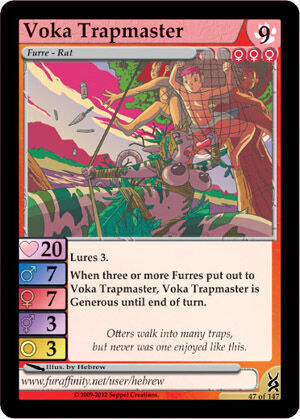 Voka Trapmaster
9
Furre - Rat
20
Lures 3.
7
When three or more Furres put out to
7
Voka Trapmaster, Voka Trapmaster is
Generous until end of turn.
3
3
Otters walk into many traps,
but never was one enjoyed like this.
Illus. by Hebrew
www.furaffinity.net/user/hebrew
© 2009-2012 Seppel Creations.
47 of 147